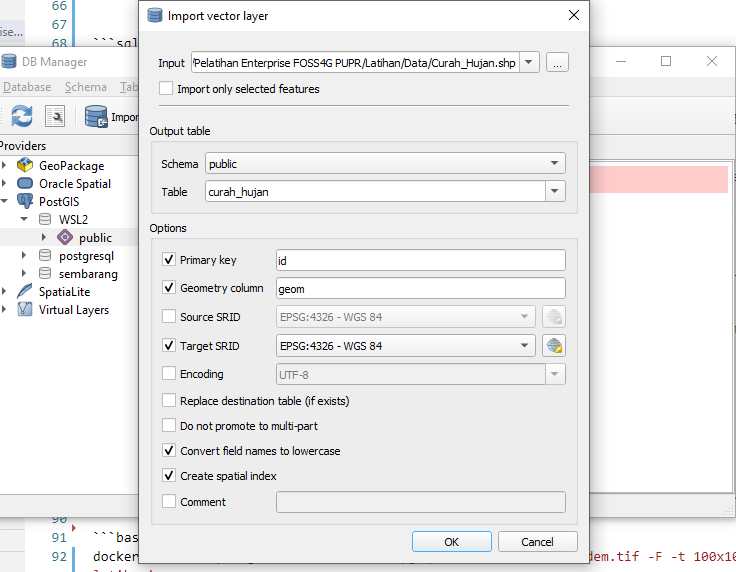 66
67
ise...
68
```sql
Import vector layer
DB Manager
Input
/Pelatihan Enterprise FOSS4G PUPR/Latihan/Data/Curah_Hujan.shp
...
Database Schema Tab
Import only selected features
Impor
Output table
Providers
Schema public
GeoPackage
Oracle Spatial
Table curah_hujan
PostGIS
WSL2
Options
public
Primary key id
postgresql
sembarang
Geometry column geom
SpatiaLite
Virtual Layers
Source SRID EPSG:4326 - WGS 84
Target SRID EPSG:4326 - WGS 84
Encoding UTF-8
Replace destination table (if exists)
Do not promote to multi-part
Convert field names to lowercase
Create spatial index
Comment
90
91 ```bas
OK Cancel
92 docker dem.tif -F -t 100x10